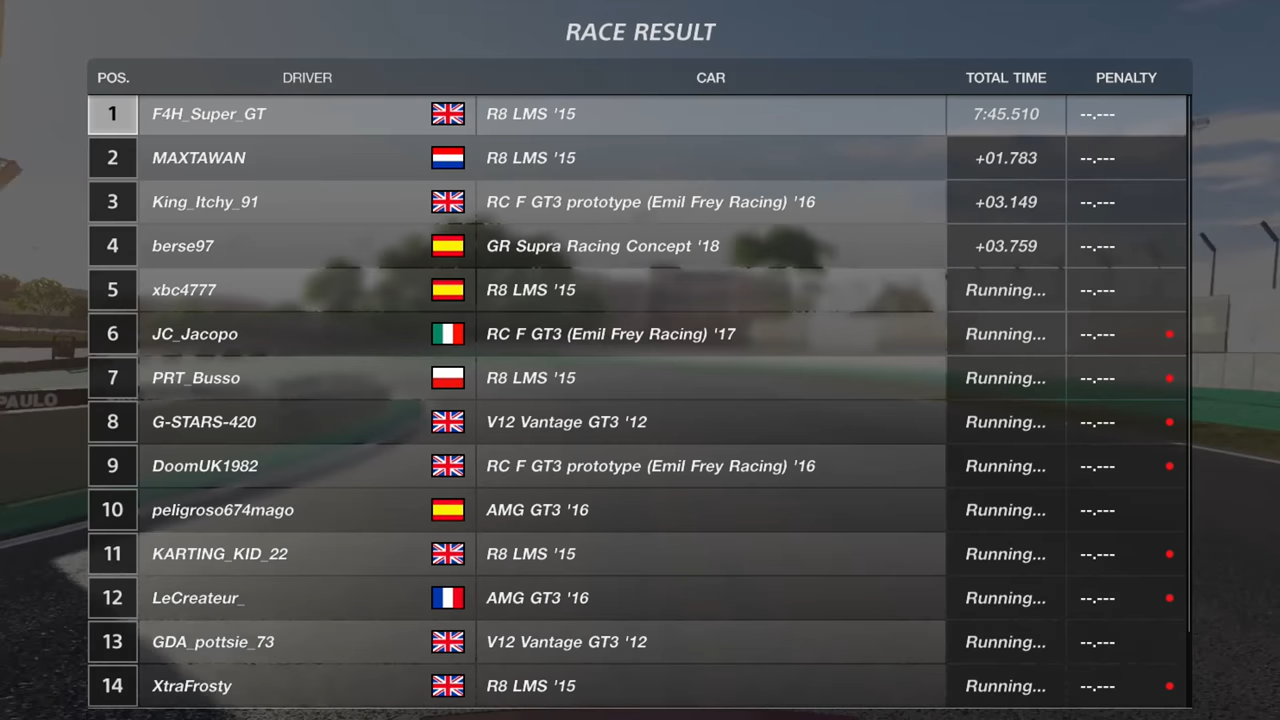 RACE RESULT
POS. DRIVER CAR TOTAL TIME PENALTY
1 F4H_Super_GT R8 LMS '15 7:45.510 --.---
2 MAXTAWAN R8 LMS '15 +01.783 --.---
3 King_Itchy_91 RC F GT3 prototype (Emil Frey Racing) '16 +03.149 --.---
4 berse97 GR Supra Racing Concept '18 +03.759 --.---
5 xbc4777 R8 LMS '15 Running... --.---
6 JC_Jacopo RC F GT3 (Emil Frey Racing) '17 Running... --.---
7 PRT_Busso R8 LMS '15 Running... --.---
8 G-STARS-420 V12 Vantage GT3 '12 Running... --.---
PAULO
9 DoomUK1982 RC F GT3 prototype (Emil Frey Racing) '16 Running... --.---
10 peligroso674mago AMG GT3 '16 Running... --.---
11 KARTING_KID_22 R8 LMS '15 Running... --.---
12 LeCreateur_ AMG GT3 '16 Running... --.---
13 GDA_pottsie_73 V12 Vantage GT3 '12 Running... --.---
14 XtraFrosty R8 LMS '15 Running... --.---